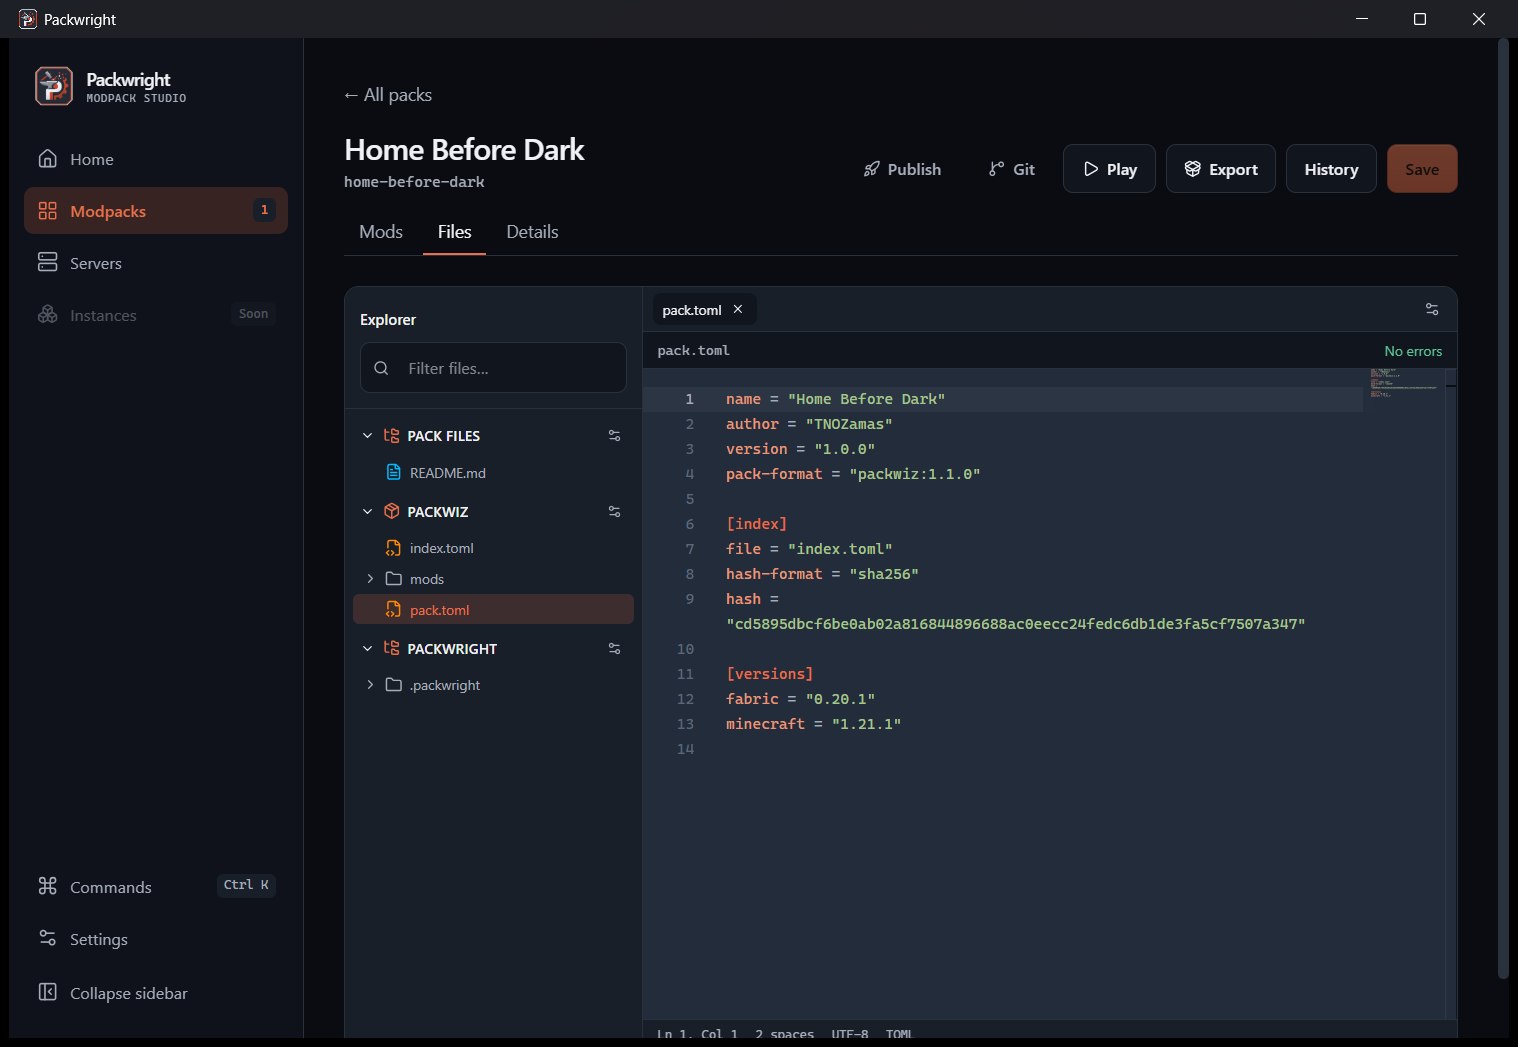 Packwright
Packwright
MODPACK STUDIO
Home
Modpacks 1
Servers
Instances Soon
Commands Ctrl K
Settings
Collapse sidebar
← All packs
Home Before Dark
home-before-dark
Publish Git Play Export History Save
Mods Files Details
Explorer
Filter files...
PACK FILES
README.md
PACKWIZ
index.toml
mods
pack.toml
PACKWRIGHT
.packwright
pack.toml
pack.toml No errors
1 name = "Home Before Dark"
2 author = "TNOZamas"
3 version = "1.0.0"
4 pack-format = "packwiz:1.1.0"
5
6 [index]
7 file = "index.toml"
8 hash-format = "sha256"
9 hash =
"cd5895dbcf6be0ab02a816844896688ac0eecc24fedc6db1de3fa5cf7507a347"
10
11 [versions]
12 fabric = "0.20.1"
13 minecraft = "1.21.1"
14
Ln 1, Col 1 2 spaces UTF-8 TOML